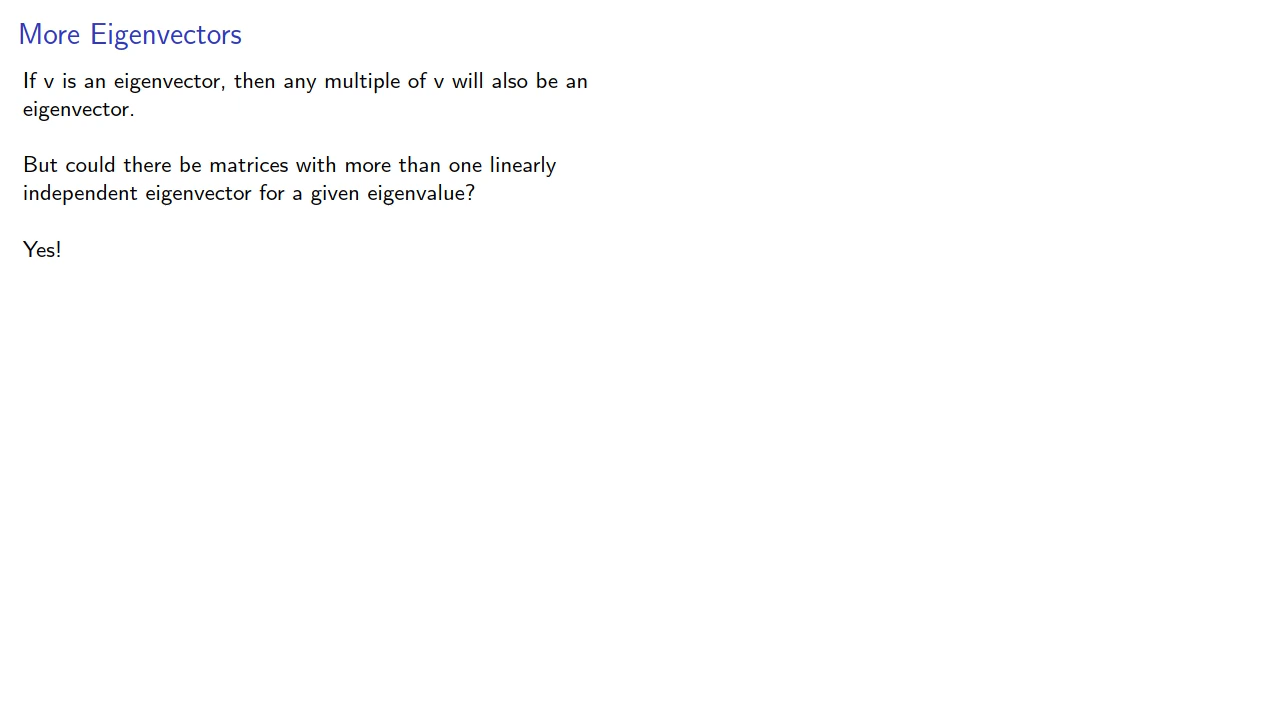 More Eigenvectors
If v is an eigenvector, then any multiple of v will also be an
eigenvector.
But could there be matrices with more than one linearly
independent eigenvector for a given eigenvalue?
Yes!